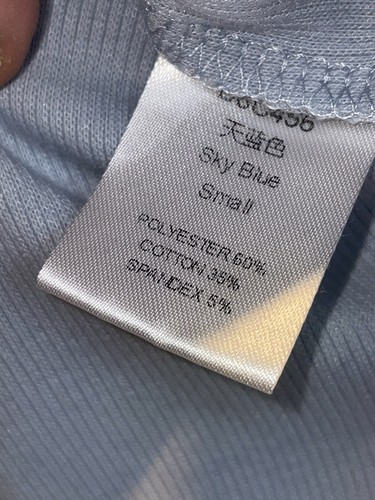 天蓝色
Sky Blue
Small
POLYESTER 60%
COTTON 35%
SPANDEX 5%